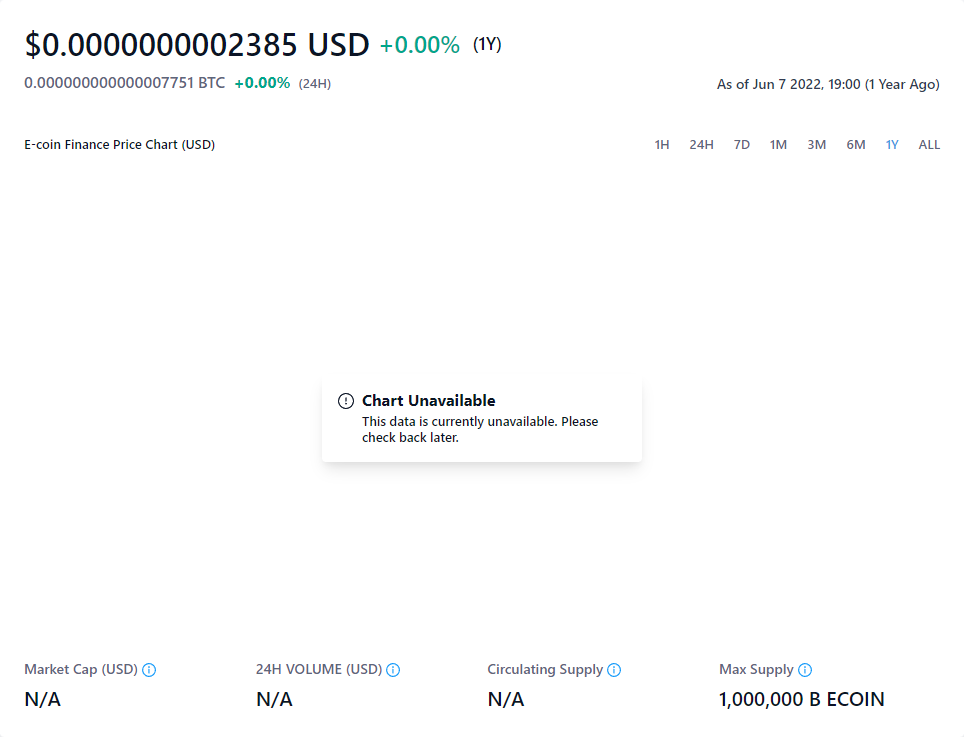 $0.0000000002385 USD +0.00% (1Y)
0.000000000000007751 BTC +0.00% (24H)
As of Jun 7 2022, 19:00 (1 Year Ago)
E-coin Finance Price Chart (USD)
1H 24H 7D 1M 3M 6M 1Y ALL
Chart Unavailable
This data is currently unavailable. Please
check back later.
Market Cap (USD) 24H VOLUME (USD) Circulating Supply Max Supply
N/A N/A N/A 1,000,000 B ECOIN